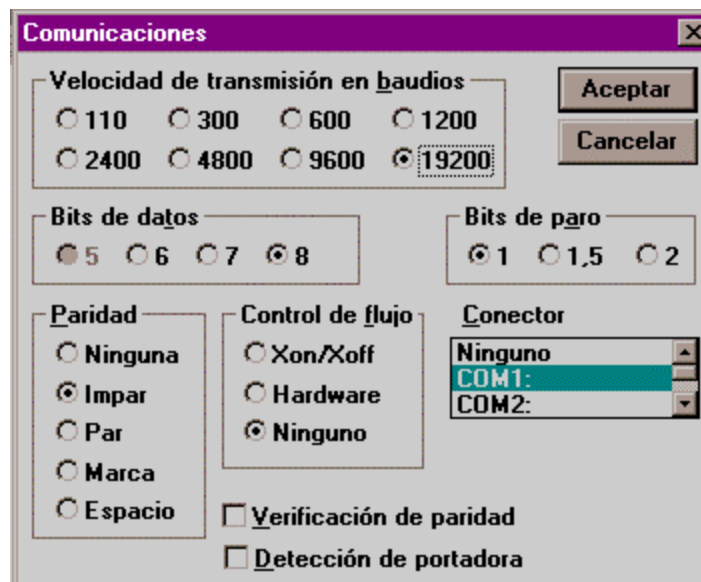 Comunicaciones
Velocidad de transmisión en baudios
110 300 600 1200
2400 4800 9600 19200
Aceptar
Cancelar
Bits de datos
5 6 7 8
Bits de paro
1 1,5 2
Paridad
Ninguna
Impar
Par
Marca
Espacio
Control de flujo
Xon/Xoff
Hardware
Ninguno
Conector
Ninguno
COM1:
COM2:
Verificación de paridad
Detección de portadora